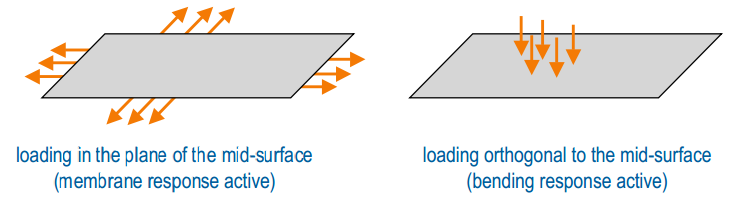 loading in the plane of the mid-surface
(membrane response active)
loading orthogonal to the mid-surface
(bending response active)